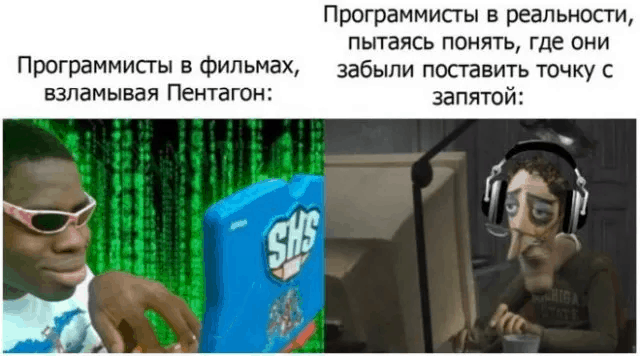 Программисты в фильмах,
взламывая Пентагон:
Программисты в реальности,
пытаясь понять, где они
забыли поставить точку с
запятой:
SHS